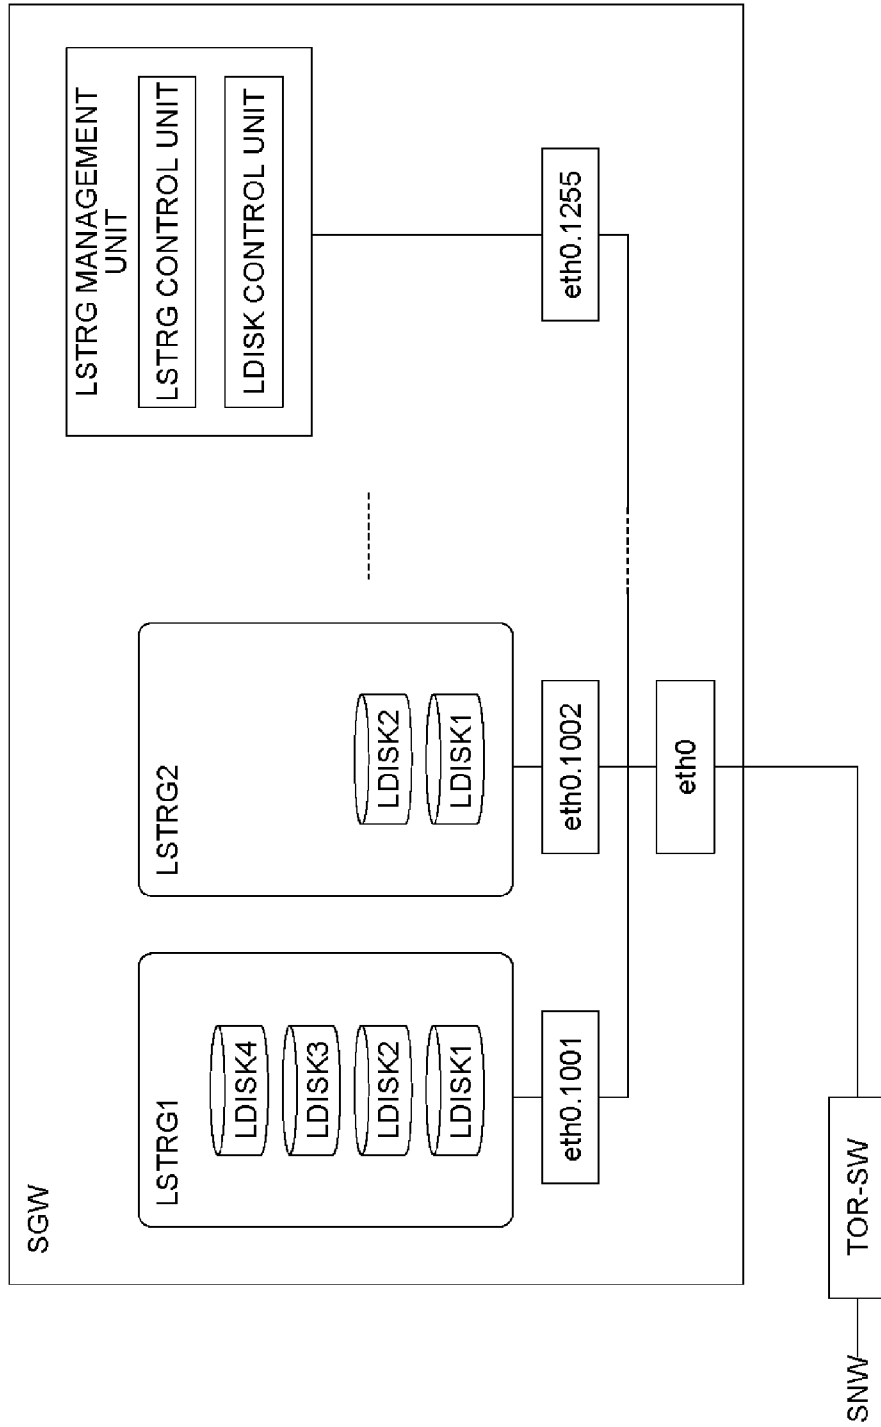 SGW
LSTRG1
LDISK4
LDISK3
LDISK2
LDISK1
LSTRG2
LDISK2
LDISK1
LSTRG MANAGEMENT
UNIT
LSTRG CONTROL UNIT
LDISK CONTROL UNIT
eth0.1001
eth0.1002
eth0.1255
eth0
SNW
TOR-SW